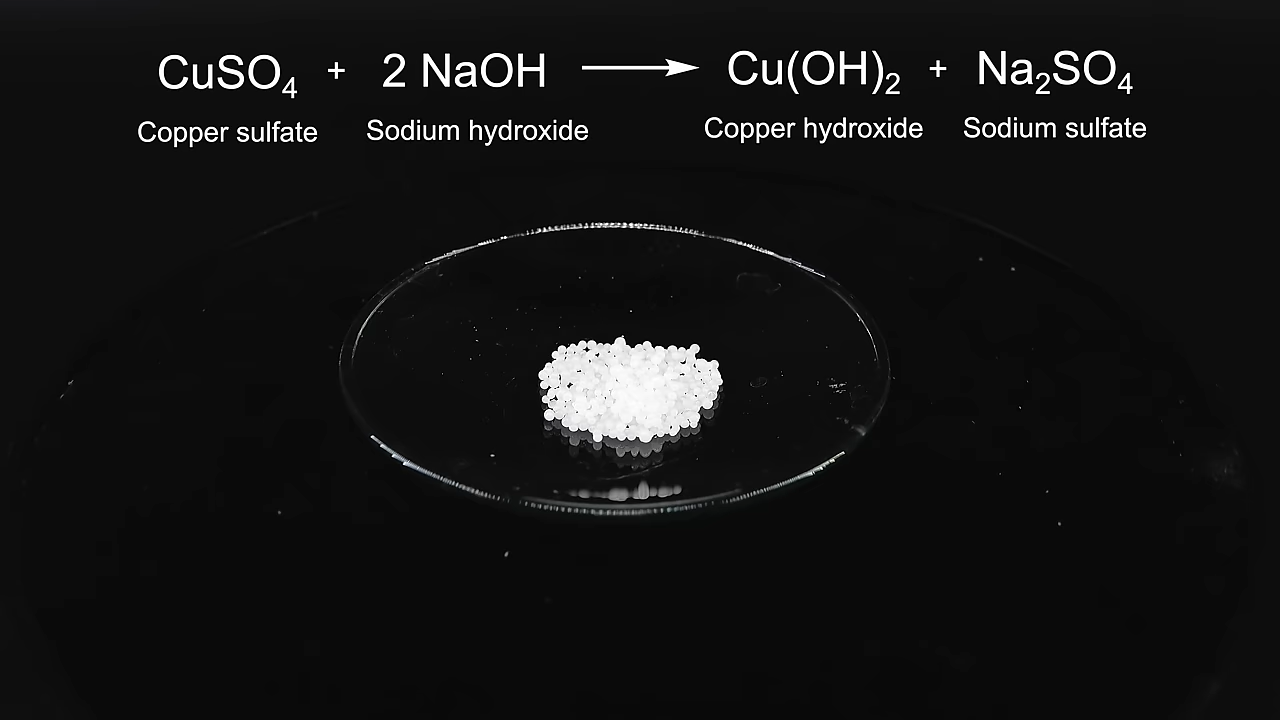 CuSO₄ + 2 NaOH ⟶ Cu(OH)₂ + Na₂SO₄
Copper sulfate Sodium hydroxide Copper hydroxide Sodium sulfate